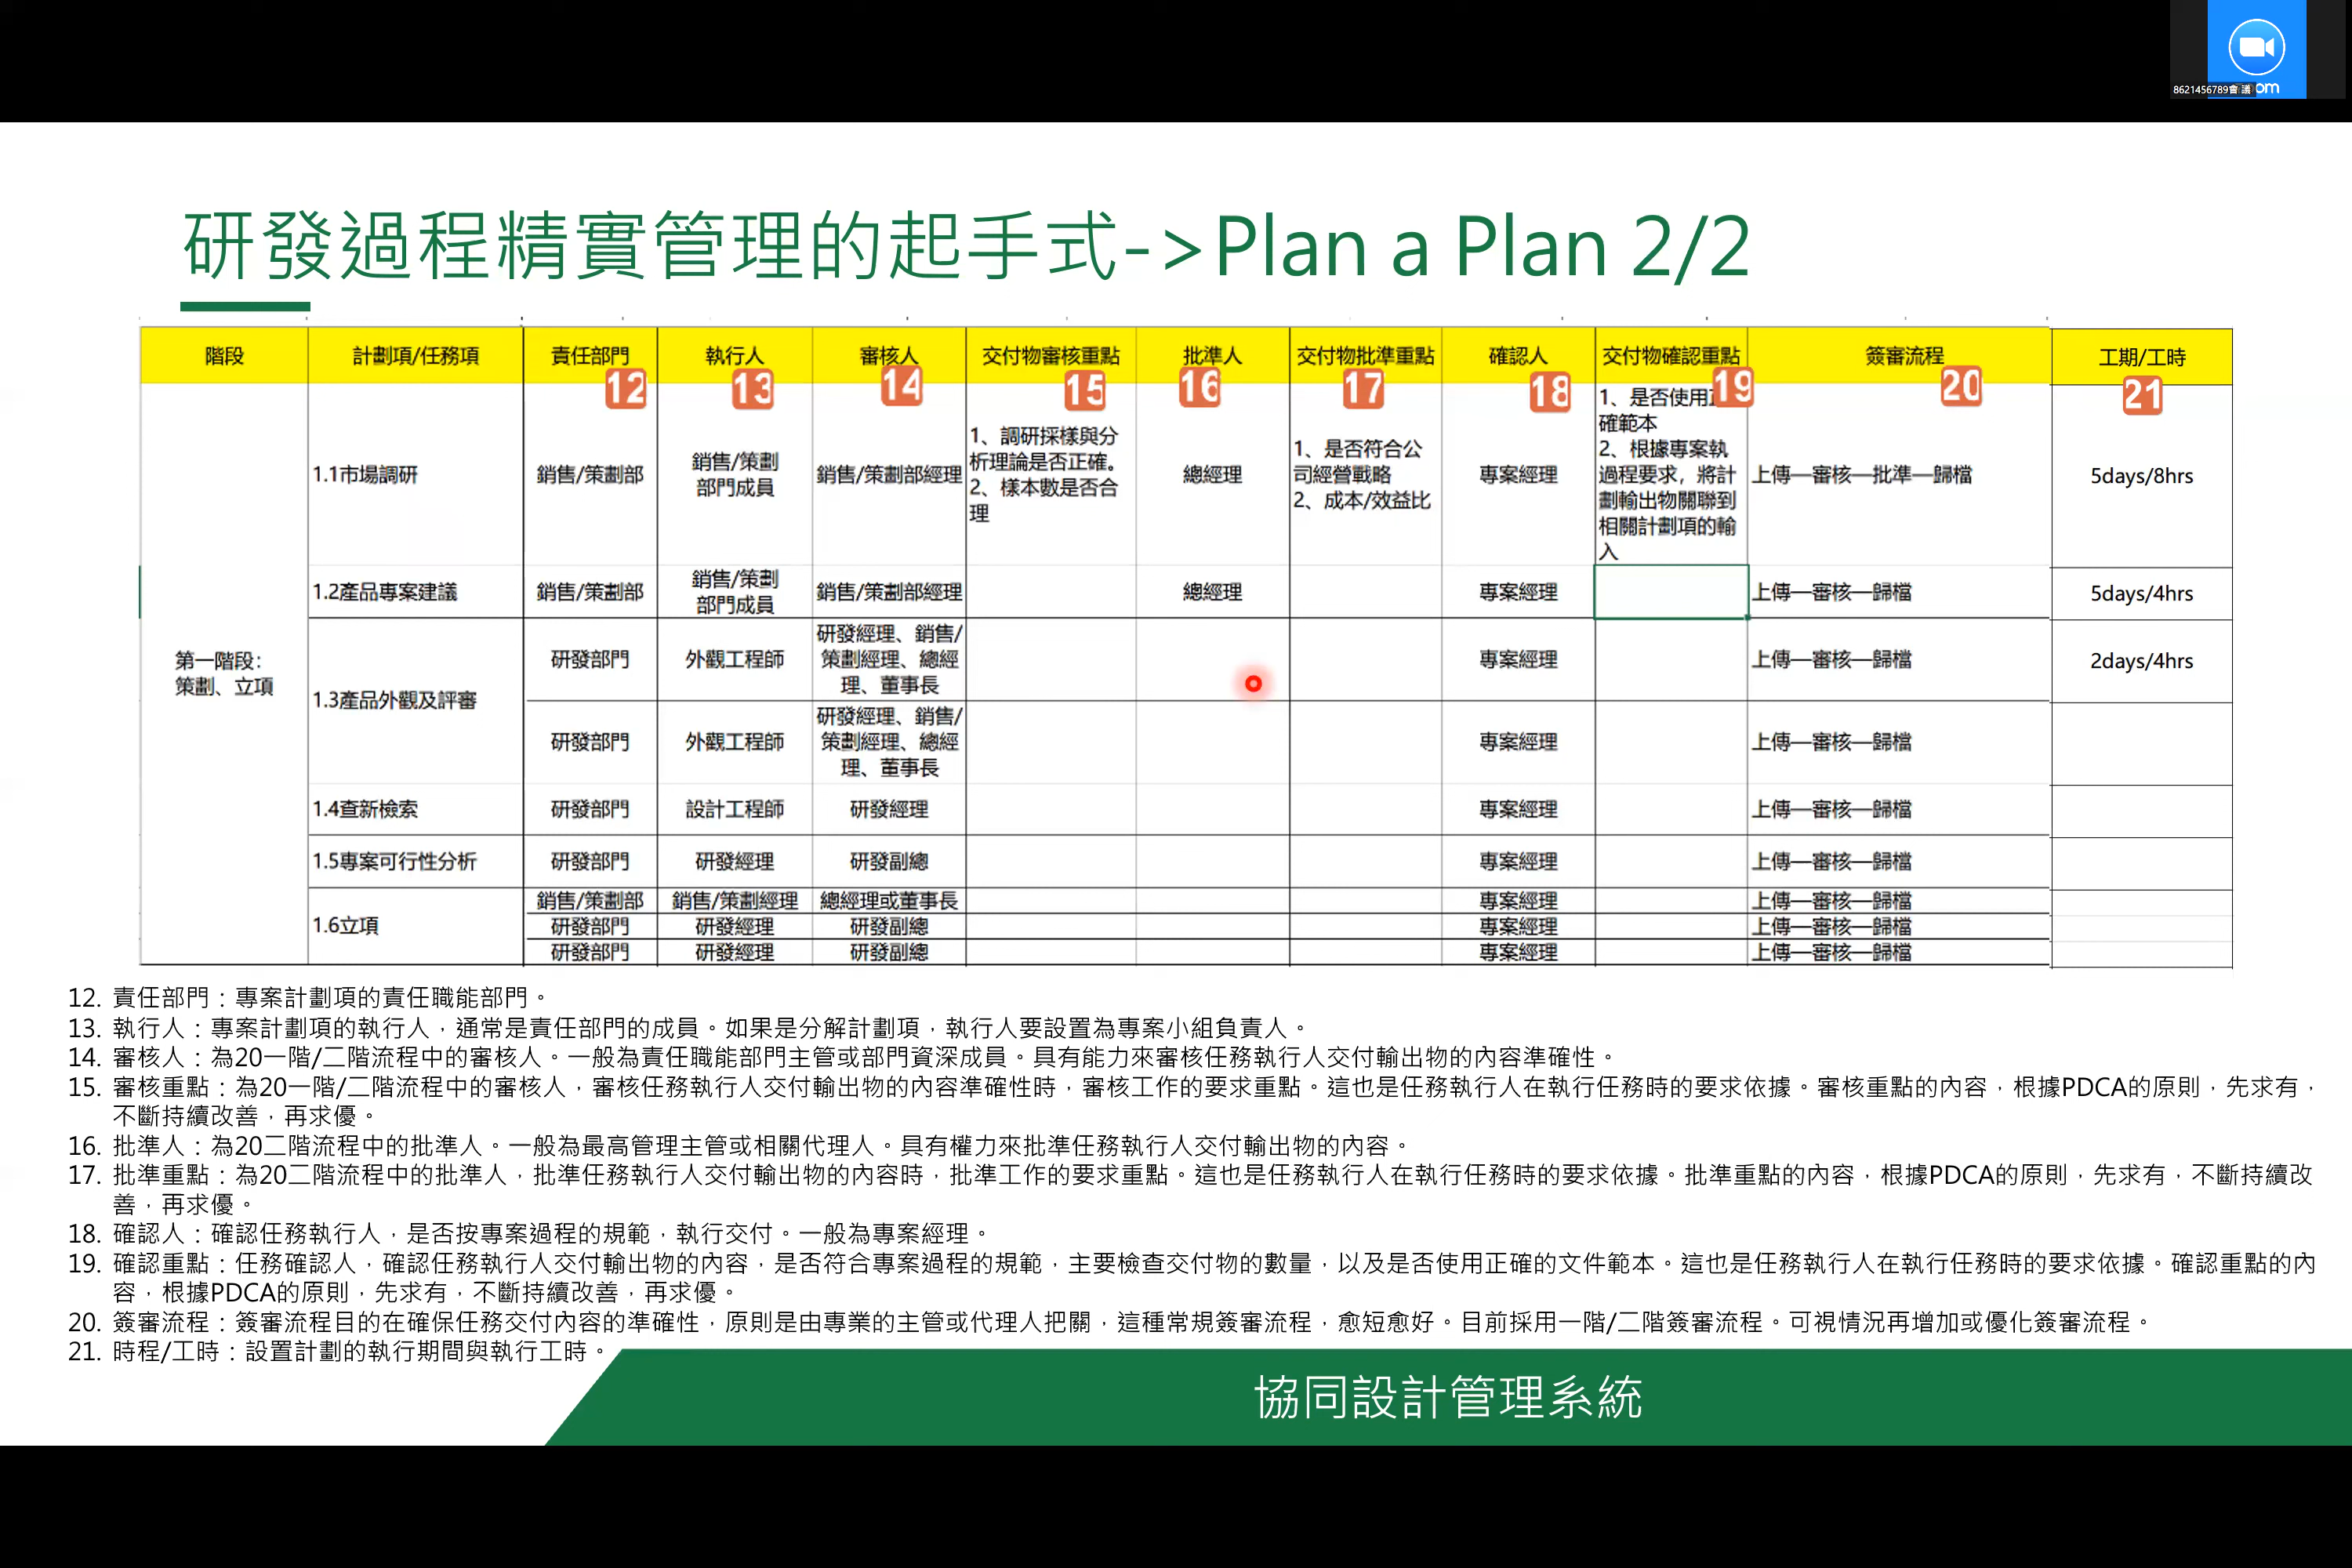 8621456789會議
om
研發過程精實管理的起手式->Plan a Plan 2/2
階段 計劃項/任務項 責任部門 執行人 審核人 交付物審核重點 批準人 交付物批準重點 確認人 交付物確認重點 簽審流程 工期/工時
12 13 14 15 16 17 18 19 20 21
第一階段：
策劃、立項
1.1市場調研
銷售/策劃部
銷售/策劃
部門成員
銷售/策劃部經理
1、調研採樣與分
析理論是否正確。
2、樣本數是否合
理
總經理
1、是否符合公
司經營戰略
2、成本/效益比
專案經理
1、是否使用
確範本
2、根據專案執
過程要求，將計
劃輸出物關聯到
相關計劃項的輸
入
上傳—審核—批準—歸檔
5days/8hrs
1.2產品專案建議
銷售/策劃部
銷售/策劃
部門成員
銷售/策劃部經理
總經理
專案經理
上傳—審核—歸檔
5days/4hrs
1.3產品外觀及評審
研發部門
外觀工程師
研發經理、銷售/
策劃經理、總經
理、董事長
專案經理
上傳—審核—歸檔
2days/4hrs
研發部門
外觀工程師
研發經理、銷售/
策劃經理、總經
理、董事長
專案經理
上傳—審核—歸檔
1.4查新檢索 研發部門 設計工程師 研發經理 專案經理 上傳—審核—歸檔
1.5專案可行性分析 研發部門 研發經理 研發副總 專案經理 上傳—審核—歸檔
1.6立項
銷售/策劃部 銷售/策劃經理 總經理或董事長 專案經理 上傳—審核—歸檔
研發部門 研發經理 研發副總 專案經理 上傳—審核—歸檔
研發部門 研發經理 研發副總 專案經理 上傳—審核—歸檔
12. 責任部門：專案計劃項的責任職能部門。
13. 執行人：專案計劃項的執行人，通常是責任部門的成員。如果是分解計劃項，執行人要設置為專案小組負責人。
14. 審核人：為20一階/二階流程中的審核人。一般為責任職能部門主管或部門資深成員。具有能力來審核任務執行人交付輸出物的內容準確性。
15. 審核重點：為20一階/二階流程中的審核人，審核任務執行人交付輸出物的內容準確性時，審核工作的要求重點。這也是任務執行人在執行任務時的要求依據。審核重點的內容，根據PDCA的原則，先求有，
不斷持續改善，再求優。
16. 批準人：為20二階流程中的批準人。一般為最高管理主管或相關代理人。具有權力來批準任務執行人交付輸出物的內容。
17. 批準重點：為20二階流程中的批準人，批準任務執行人交付輸出物的內容時，批準工作的要求重點。這也是任務執行人在執行任務時的要求依據。批準重點的內容，根據PDCA的原則，先求有，不斷持續改
善，再求優。
18. 確認人：確認任務執行人，是否按專案過程的規範，執行交付。一般為專案經理。
19. 確認重點：任務確認人，確認任務執行人交付輸出物的內容，是否符合專案過程的規範，主要檢查交付物的數量，以及是否使用正確的文件範本。這也是任務執行人在執行任務時的要求依據。確認重點的內
容，根據PDCA的原則，先求有，不斷持續改善，再求優。
20. 簽審流程：簽審流程目的在確保任務交付內容的準確性，原則是由專業的主管或代理人把關，這種常規簽審流程，愈短愈好。目前採用一階/二階簽審流程。可視情況再增加或優化簽審流程。
21. 時程/工時：設置計劃的執行期間與執行工時。
協同設計管理系統